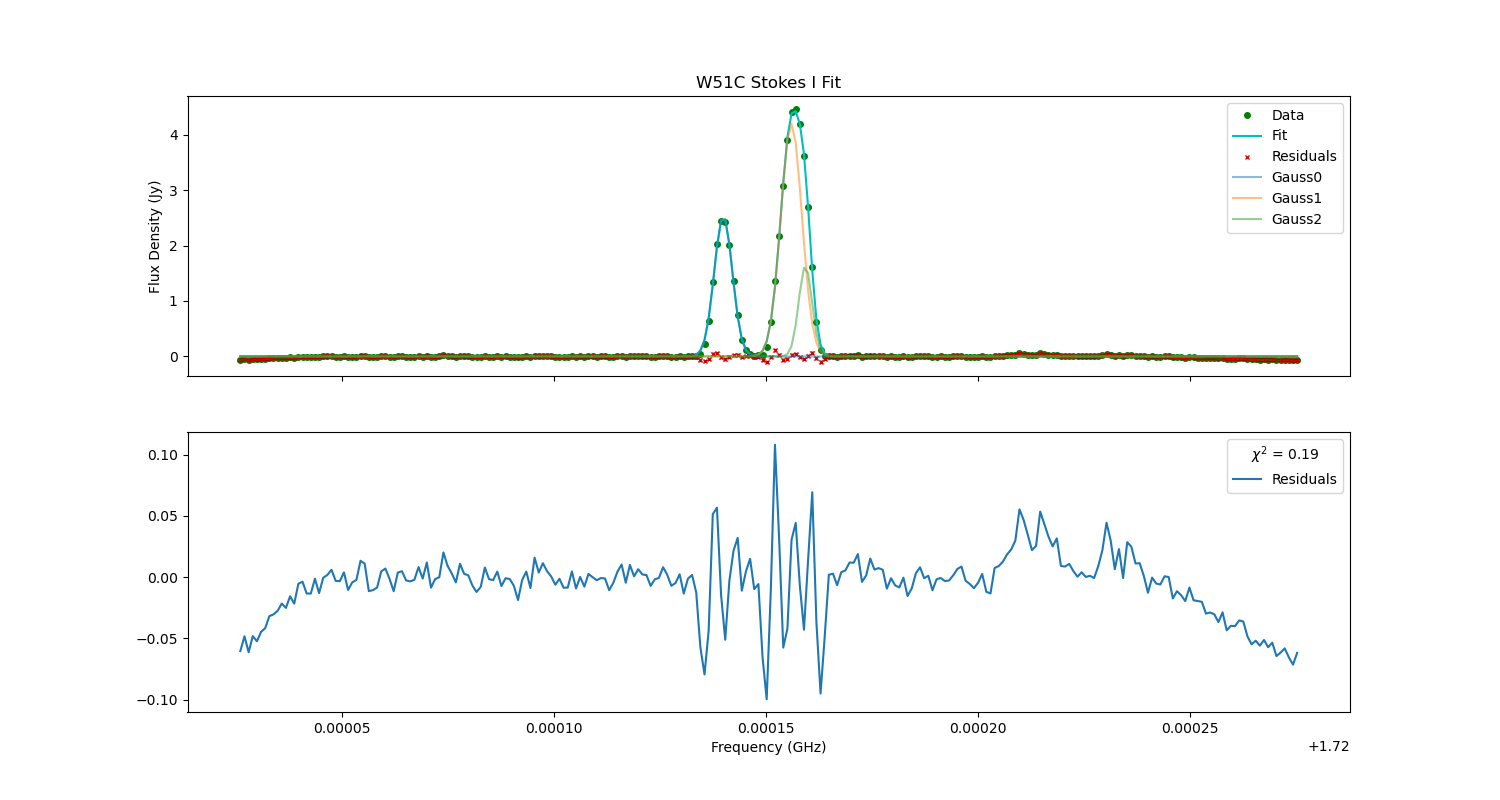 W51C Stokes I Fit
Flux Density (Jy)
4
3
2
1
0
Data
Fit
Residuals
Gauss0
Gauss1
Gauss2
0.10
0.05
0.00
−0.05
−0.10
χ² = 0.19
Residuals
0.00005 0.00010 0.00015 0.00020 0.00025
Frequency (GHz)
+1.72